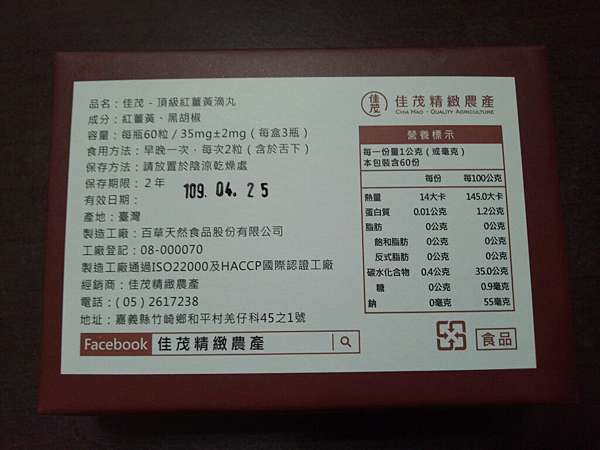 品名：佳茂-頂級紅薑黃滴丸
成分：紅薑黃、黑胡椒
容量：每瓶60粒/35mg±2mg（每盒3瓶）
食用方法：早晚一次，每次2粒（含於舌下）
保存方法：請放置於陰涼乾燥處
保存期限：2年
有效日期：
109.04.25
產地：臺灣
製造工廠：百草天然食品股份有限公司
工廠登記：08-000070
製造工廠通過ISO22000及HACCP國際認證工廠
經銷商：佳茂精緻農產
電話：(05)2617238
地址：嘉義縣竹崎鄉和平村羌仔科45之1號
Facebook 佳茂精緻農產
佳茂 佳茂精緻農產
CHIA MAO - QUALITY AGRICULTURE
營養標示
每一份量1公克（或毫克）
本包裝含60份
每份 每100公克
熱量 14大卡 145.0大卡
蛋白質 0.01公克 1.2公克
脂肪 0公克 0公克
飽和脂肪 0公克 0公克
反式脂肪 0公克 0公克
碳水化合物 0.4公克 35.0公克
糖 0公克 0.9毫克
鈉 0毫克 55毫克
食品